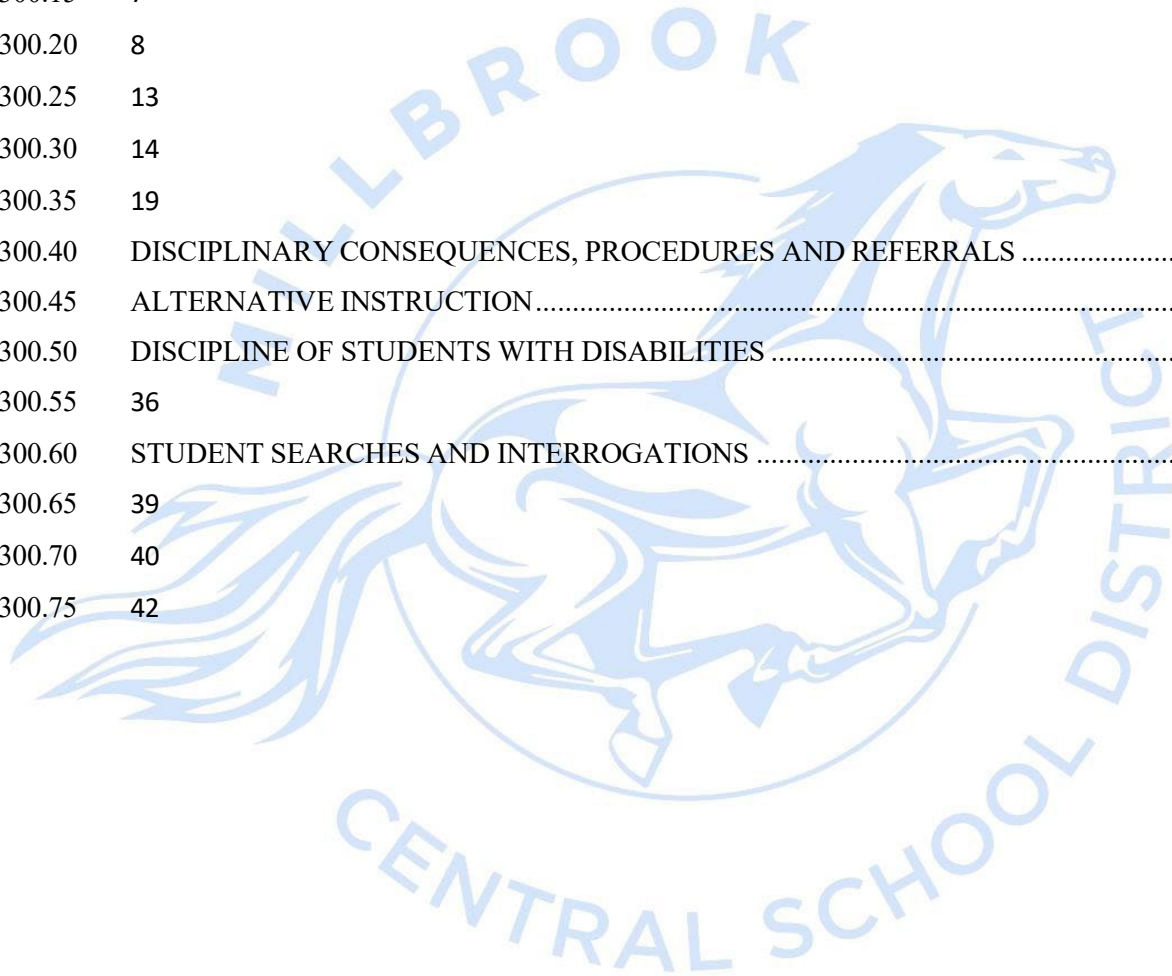 300.20 8
300.25 13
300.30 14
300.35 19
300.40 DISCIPLINARY CONSEQUENCES, PROCEDURES AND REFERRALS ......................
300.45 ALTERNATIVE INSTRUCTION......................................................................................
300.50 DISCIPLINE OF STUDENTS WITH DISABILITIES ......................................................
300.55 36
300.60 STUDENT SEARCHES AND INTERROGATIONS ........................................................
300.65 39
300.70 40
300.75 42
MILLBROOK
CENTRAL SCHOOL DISTRICT